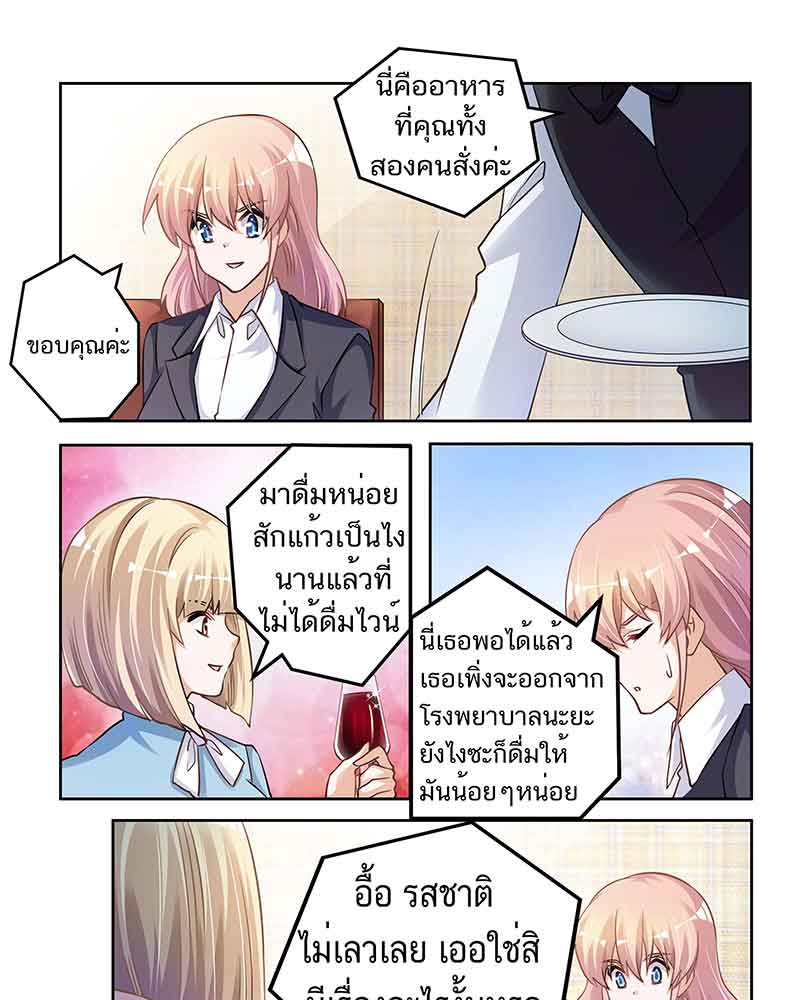 นี่คืออาหาร
ที่คุณทั้ง
สองคนสั่งค่ะ
ขอบคุณค่ะ
มาดื่มหน่อย
สักแก้วเป็นไง
นานแล้วที่
ไม่ได้ดื่มไวน์
นี่เธอพอได้แล้ว
เธอเพิ่งจะออกจาก
โรงพยาบาลนะยะ
ยังไงซะก็ดื่มให้
มันน้อยๆหน่อย
อื้อ รสชาติ
ไม่เลวเลย เออใช่สิ